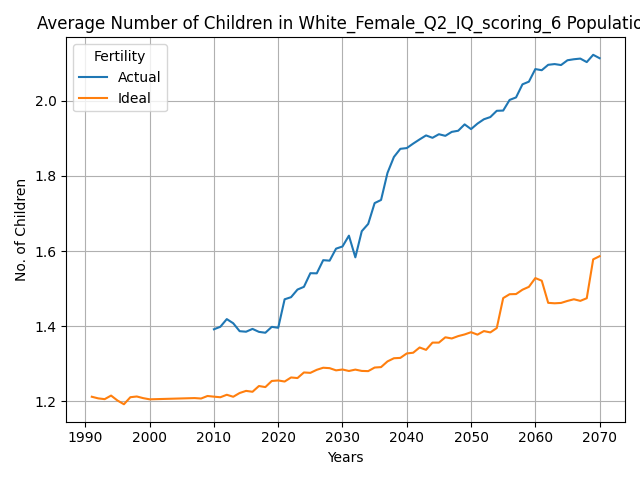 Average Number of Children in White_Female_Q2_IQ_scoring_6 Populatio
Fertility
Actual
Ideal
2.0
1.8
1.6
1.4
1.2
No. of Children
1990 2000 2010 2020 2030 2040 2050 2060 2070
Years